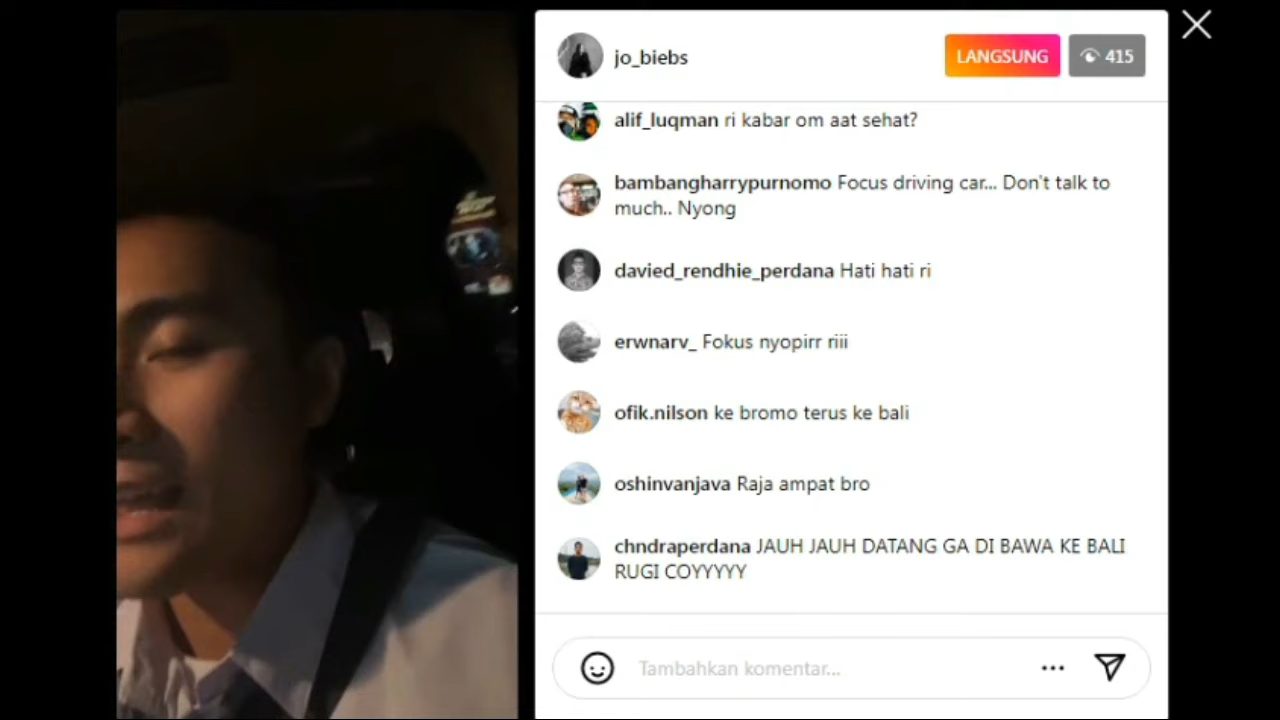 jo_biebs
LANGSUNG
415
alif_luqman ri kabar om aat sehat?
bambangharrypurnomo Focus driving car... Don't talk to
much.. Nyong
davied_rendhie_perdana Hati hati ri
erwnarv_ Fokus nyopirr riii
ofik.nilson ke bromo terus ke bali
oshinvanjava Raja ampat bro
chndraperdana JAUH JAUH DATANG GA DI BAWA KE BALI
RUGI COYYYYY
Tambahkan komentar...